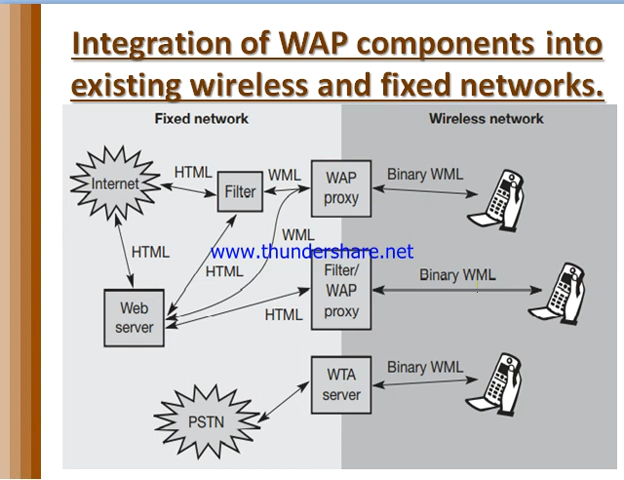 Integration of WAP components into
existing wireless and fixed networks.
Fixed network
Wireless network
Internet
HTML
Filter
WML
WAP
proxy
Binary WML
HTML
HTML
WML
www.thundershare.net
Web
server
HTML
Filter/
WAP
proxy
Binary WML
PSTN
WTA
server
Binary WML